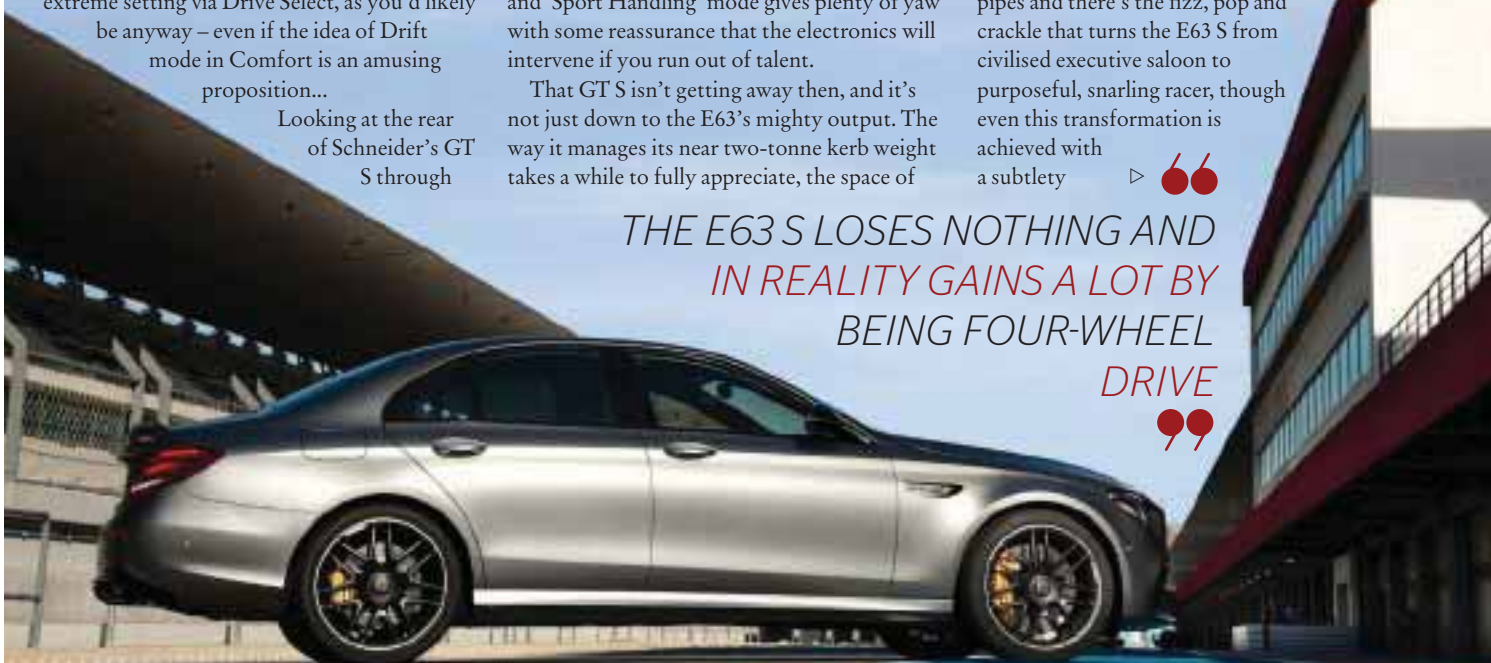 extreme setting via Drive Select, as you'd likely
be anyway – even if the idea of Drift
mode in Comfort is an amusing
proposition...
Looking at the rear
of Schneider's GT
S through
and 'Sport Handling' mode gives plenty of yaw
with some reassurance that the electronics will
intervene if you run out of talent.
That GT S isn't getting away then, and it's
not just down to the E63's mighty output. The
way it manages its near two-tonne kerb weight
takes a while to fully appreciate, the space of
pipes and there's the fizz, pop and
crackle that turns the E63 S from
civilised executive saloon to
purposeful, snarling racer, though
even this transformation is
achieved with
a subtlety ▷
“
THE E63 S LOSES NOTHING AND
IN REALITY GAINS A LOT BY
BEING FOUR-WHEEL
DRIVE
”